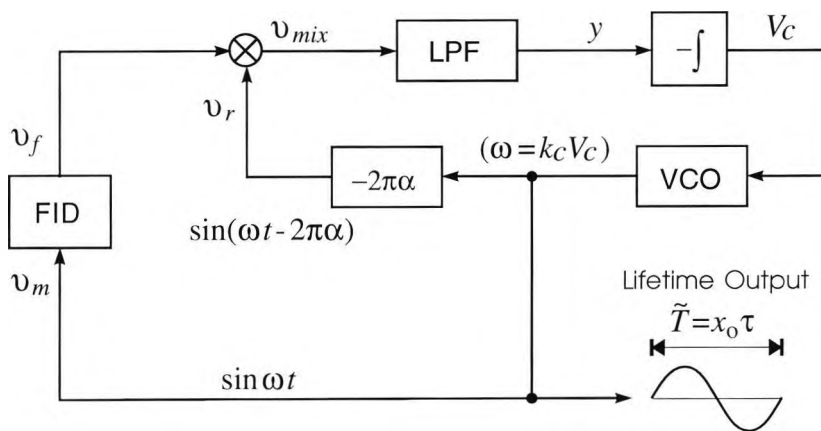 υmix
LPF
y
−∫
VC
υr
υf
(ω=kCVC)
−2πα
VCO
FID
sin(ωt - 2πα)
υm
Lifetime Output
T̃=xoτ
sin ωt